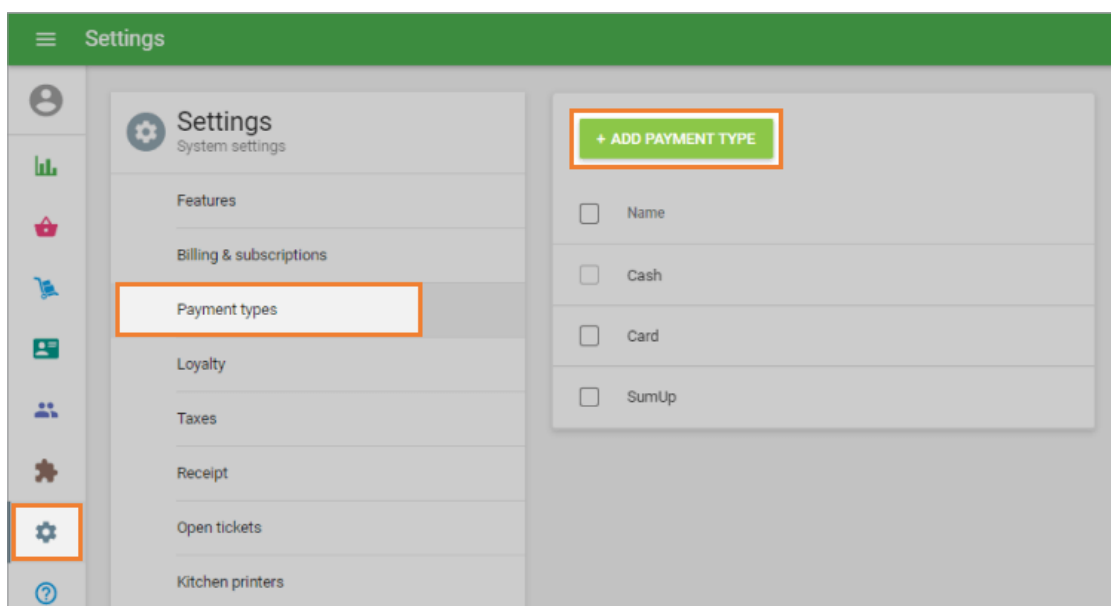 Settings
Settings
System settings
Features
Billing & subscriptions
Payment types
Loyalty
Taxes
Receipt
Open tickets
Kitchen printers
+ ADD PAYMENT TYPE
Name
Cash
Card
SumUp